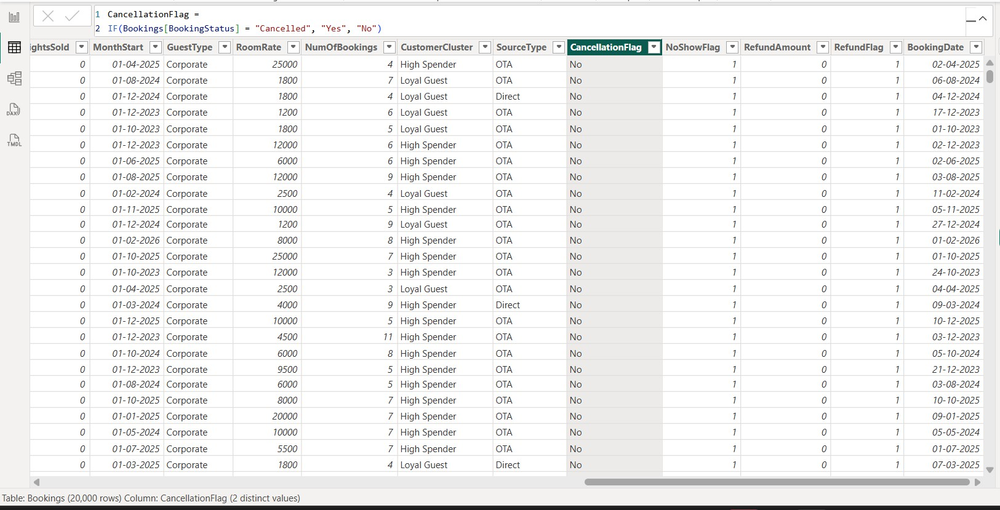 1 CancellationFlag =
2 IF(Bookings[BookingStatus] = "Cancelled", "Yes", "No")
ightsSold MonthStart GuestType RoomRate NumOfBookings CustomerCluster SourceType CancellationFlag NoShowFlag RefundAmount RefundFlag BookingDate
0 01-04-2025 Corporate 25000 4 High Spender OTA No 1 0 1 02-04-2025
0 01-08-2024 Corporate 1800 7 Loyal Guest OTA No 1 0 1 06-08-2024
0 01-12-2024 Corporate 1800 4 Loyal Guest Direct No 1 0 1 04-12-2024
0 01-12-2023 Corporate 1200 6 Loyal Guest OTA No 1 0 1 17-12-2023
0 01-10-2023 Corporate 1800 5 Loyal Guest OTA No 1 0 1 01-10-2023
0 01-12-2023 Corporate 12000 6 High Spender OTA No 1 0 1 02-12-2023
0 01-06-2025 Corporate 6000 6 High Spender OTA No 1 0 1 02-06-2025
0 01-08-2025 Corporate 12000 9 High Spender OTA No 1 0 1 03-08-2025
0 01-02-2024 Corporate 2500 4 Loyal Guest OTA No 1 0 1 11-02-2024
0 01-11-2025 Corporate 10000 5 High Spender OTA No 1 0 1 05-11-2025
0 01-12-2024 Corporate 1200 9 Loyal Guest OTA No 1 0 1 27-12-2024
0 01-02-2026 Corporate 8000 8 High Spender OTA No 1 0 1 01-02-2026
0 01-10-2025 Corporate 25000 7 High Spender OTA No 1 0 1 01-10-2025
0 01-10-2023 Corporate 12000 3 High Spender OTA No 1 0 1 24-10-2023
0 01-04-2025 Corporate 2500 3 Loyal Guest OTA No 1 0 1 04-04-2025
0 01-03-2024 Corporate 4000 9 High Spender Direct No 1 0 1 09-03-2024
0 01-12-2025 Corporate 10000 5 High Spender OTA No 1 0 1 10-12-2025
0 01-12-2023 Corporate 4500 11 High Spender OTA No 1 0 1 03-12-2023
0 01-10-2024 Corporate 6000 8 High Spender OTA No 1 0 1 05-10-2024
0 01-12-2023 Corporate 9500 5 High Spender OTA No 1 0 1 21-12-2023
0 01-08-2024 Corporate 6000 5 High Spender OTA No 1 0 1 03-08-2024
0 01-10-2025 Corporate 8000 7 High Spender OTA No 1 0 1 10-10-2025
0 01-01-2025 Corporate 20000 7 High Spender OTA No 1 0 1 09-01-2025
0 01-05-2024 Corporate 10000 7 High Spender OTA No 1 0 1 05-05-2024
0 01-07-2025 Corporate 5500 7 High Spender OTA No 1 0 1 01-07-2025
0 01-03-2025 Corporate 1800 4 Loyal Guest Direct No 1 0 1 07-03-2025
DAX
TMDL
Table: Bookings (20,000 rows) Column: CancellationFlag (2 distinct values)